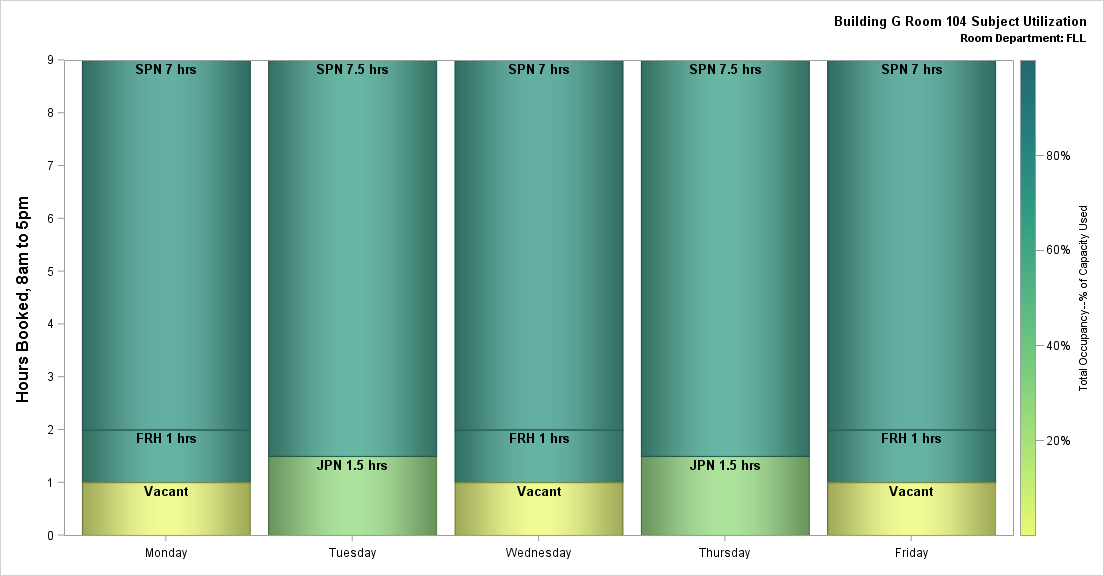 Building G Room 104 Subject Utilization
Room Department: FLL
Hours Booked, 8am to 5pm
9
8
7
6
5
4
3
2
1
0
SPN 7 hrs
FRH 1 hrs
Vacant
Monday
SPN 7.5 hrs
JPN 1.5 hrs
Tuesday
SPN 7 hrs
FRH 1 hrs
Vacant
Wednesday
SPN 7.5 hrs
JPN 1.5 hrs
Thursday
SPN 7 hrs
FRH 1 hrs
Vacant
Friday
80%
60%
40%
20%
Total Occupancy--% of Capacity Used